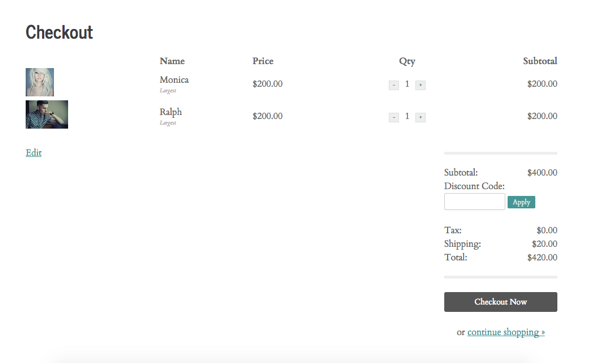 Checkout
Name Price Qty Subtotal
Monica $200.00 - 1 + $200.00
Largest
Ralph $200.00 - 1 + $200.00
Largest
Edit
Subtotal: $400.00
Discount Code:
Apply
Tax: $0.00
Shipping: $20.00
Total: $420.00
Checkout Now
or continue shopping »